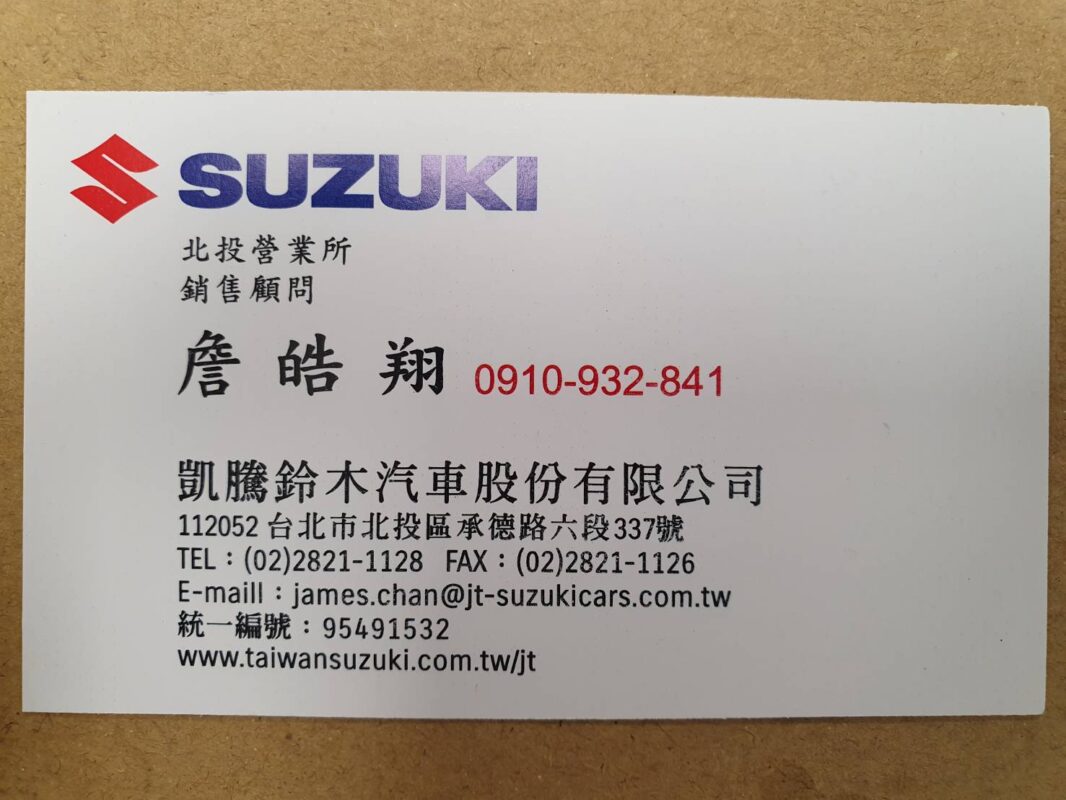 SUZUKI
北投營業所
銷售顧問
詹皓翔 0910-932-841
凱騰鈴木汽車股份有限公司
112052 台北市北投區承德路六段337號
TEL：(02)2821-1128 FAX：(02)2821-1126
E-maill：james.chan@jt-suzukicars.com.tw
統一編號：95491532
www.taiwansuzuki.com.tw/jt